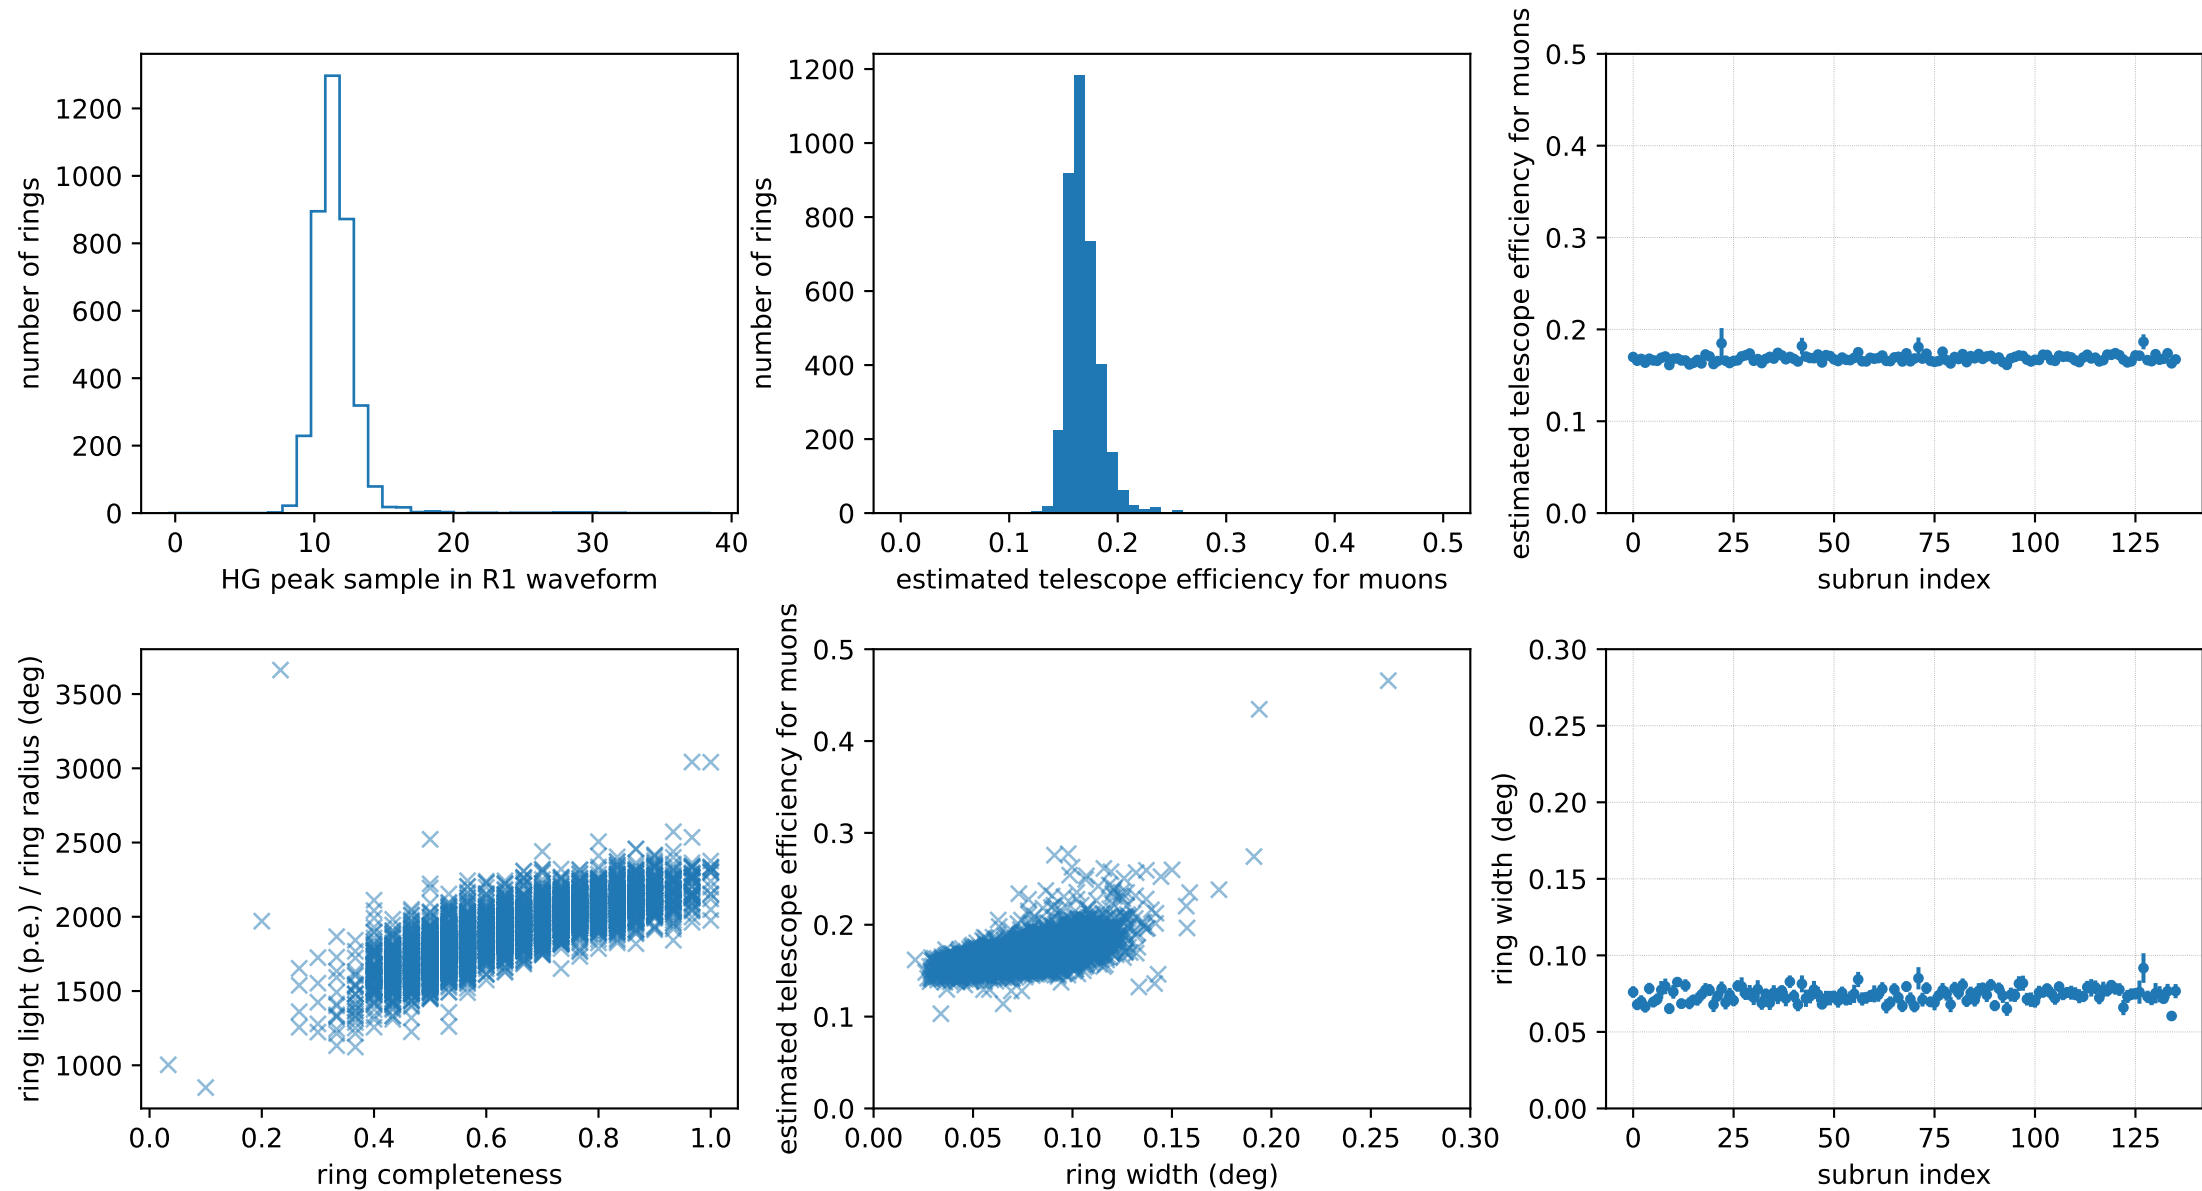 number of rings
1200
1000
800
600
400
200
0
0 10 20 30 40
HG peak sample in R1 waveform
number of rings
1200
1000
800
600
400
200
0
0.0 0.1 0.2 0.3 0.4 0.5
estimated telescope efficiency for muons
estimated telescope efficiency for muons
0.5
0.4
0.3
0.2
0.1
0.0
0 25 50 75 100 125
subrun index
ring light (p.e.) / ring radius (deg)
3500
3000
2500
2000
1500
1000
0.0 0.2 0.4 0.6 0.8 1.0
ring completeness
estimated telescope efficiency for muons
0.5
0.4
0.3
0.2
0.1
0.0
0.00 0.05 0.10 0.15 0.20 0.25 0.30
ring width (deg)
ring width (deg)
0.30
0.25
0.20
0.15
0.10
0.05
0.00
0 25 50 75 100 125
subrun index